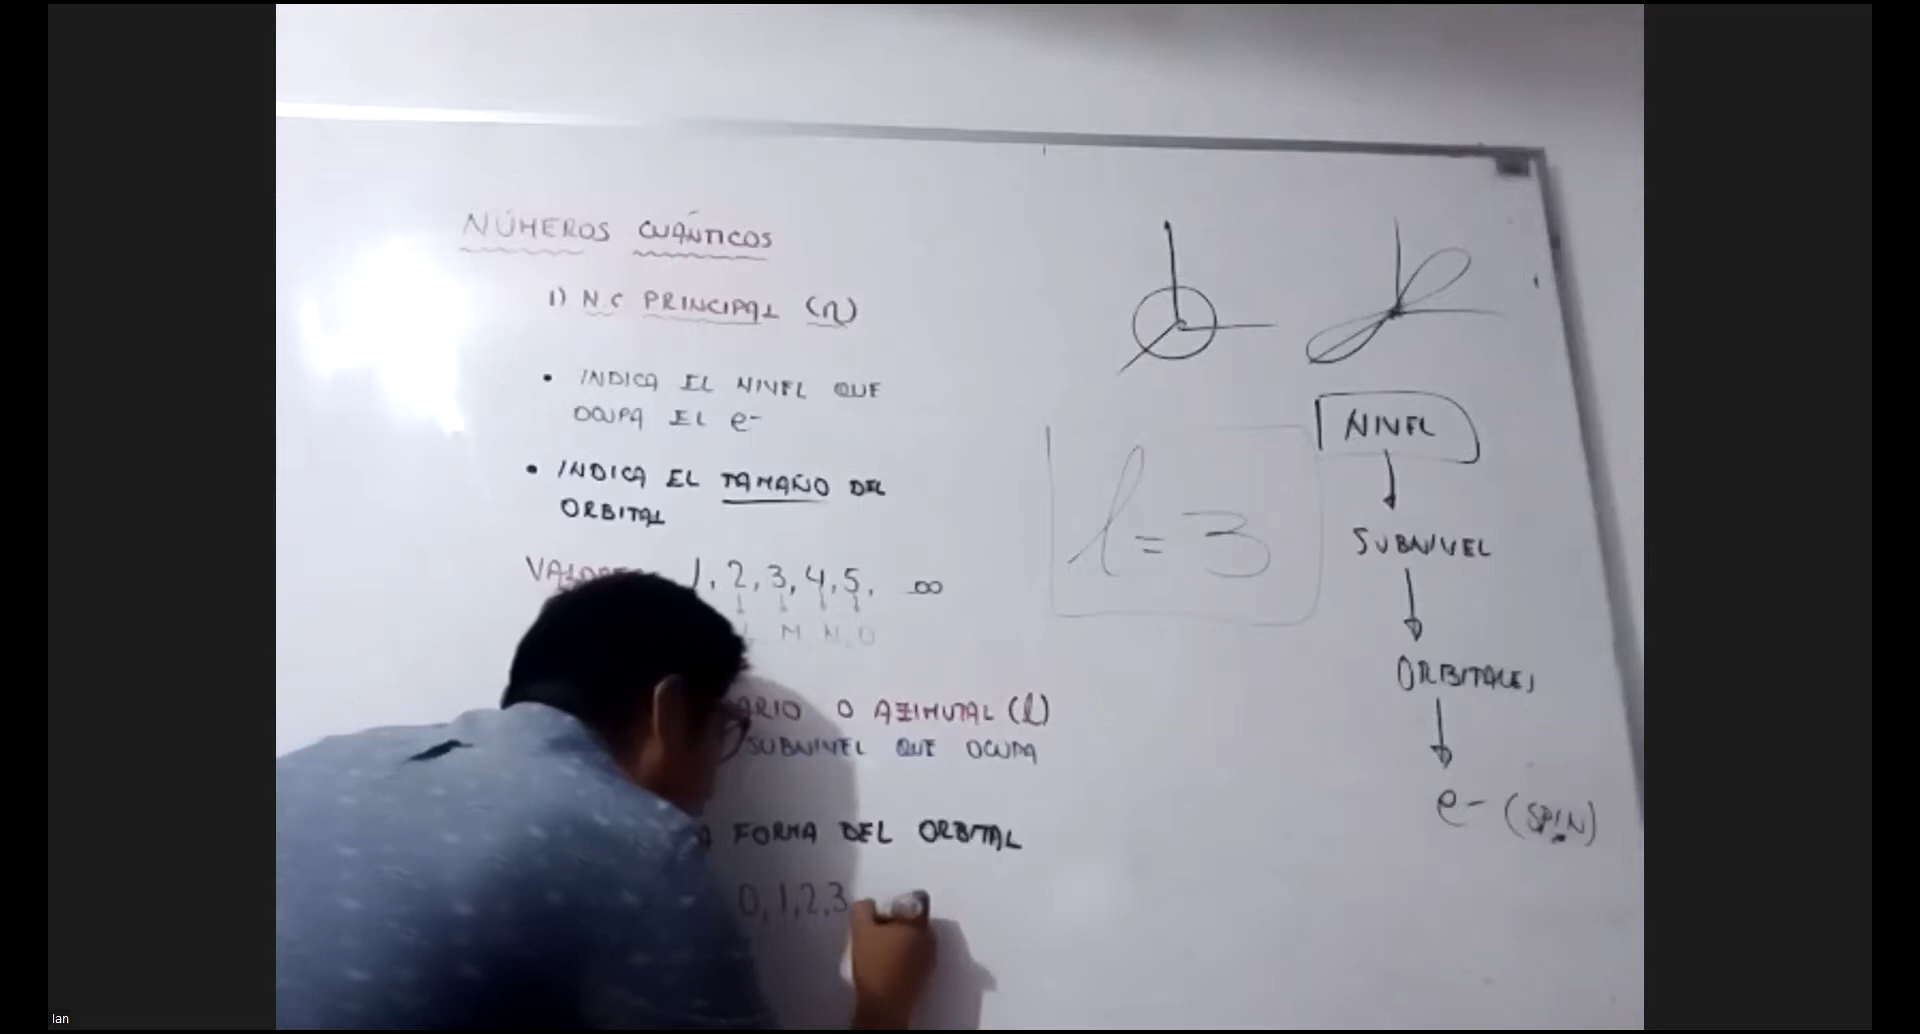 NÚMEROS CUÁNTICOS
1) N.C PRINCIPAL (n)
• INDICA EL NIVEL QUE
OCUPA EL e-
• INDICA EL TAMAÑO DEL
ORBITAL
1, 2, 3, 4, 5, ∞
M N, O
O AZIMUTAL (l)
SUBNIVEL QUE OCUPA
FORMA DEL ORBITAL
0, 1, 2, 3
l = 3
NIVEL
SUBNIVEL
ORBITALES
e- (SPIN)
Ian